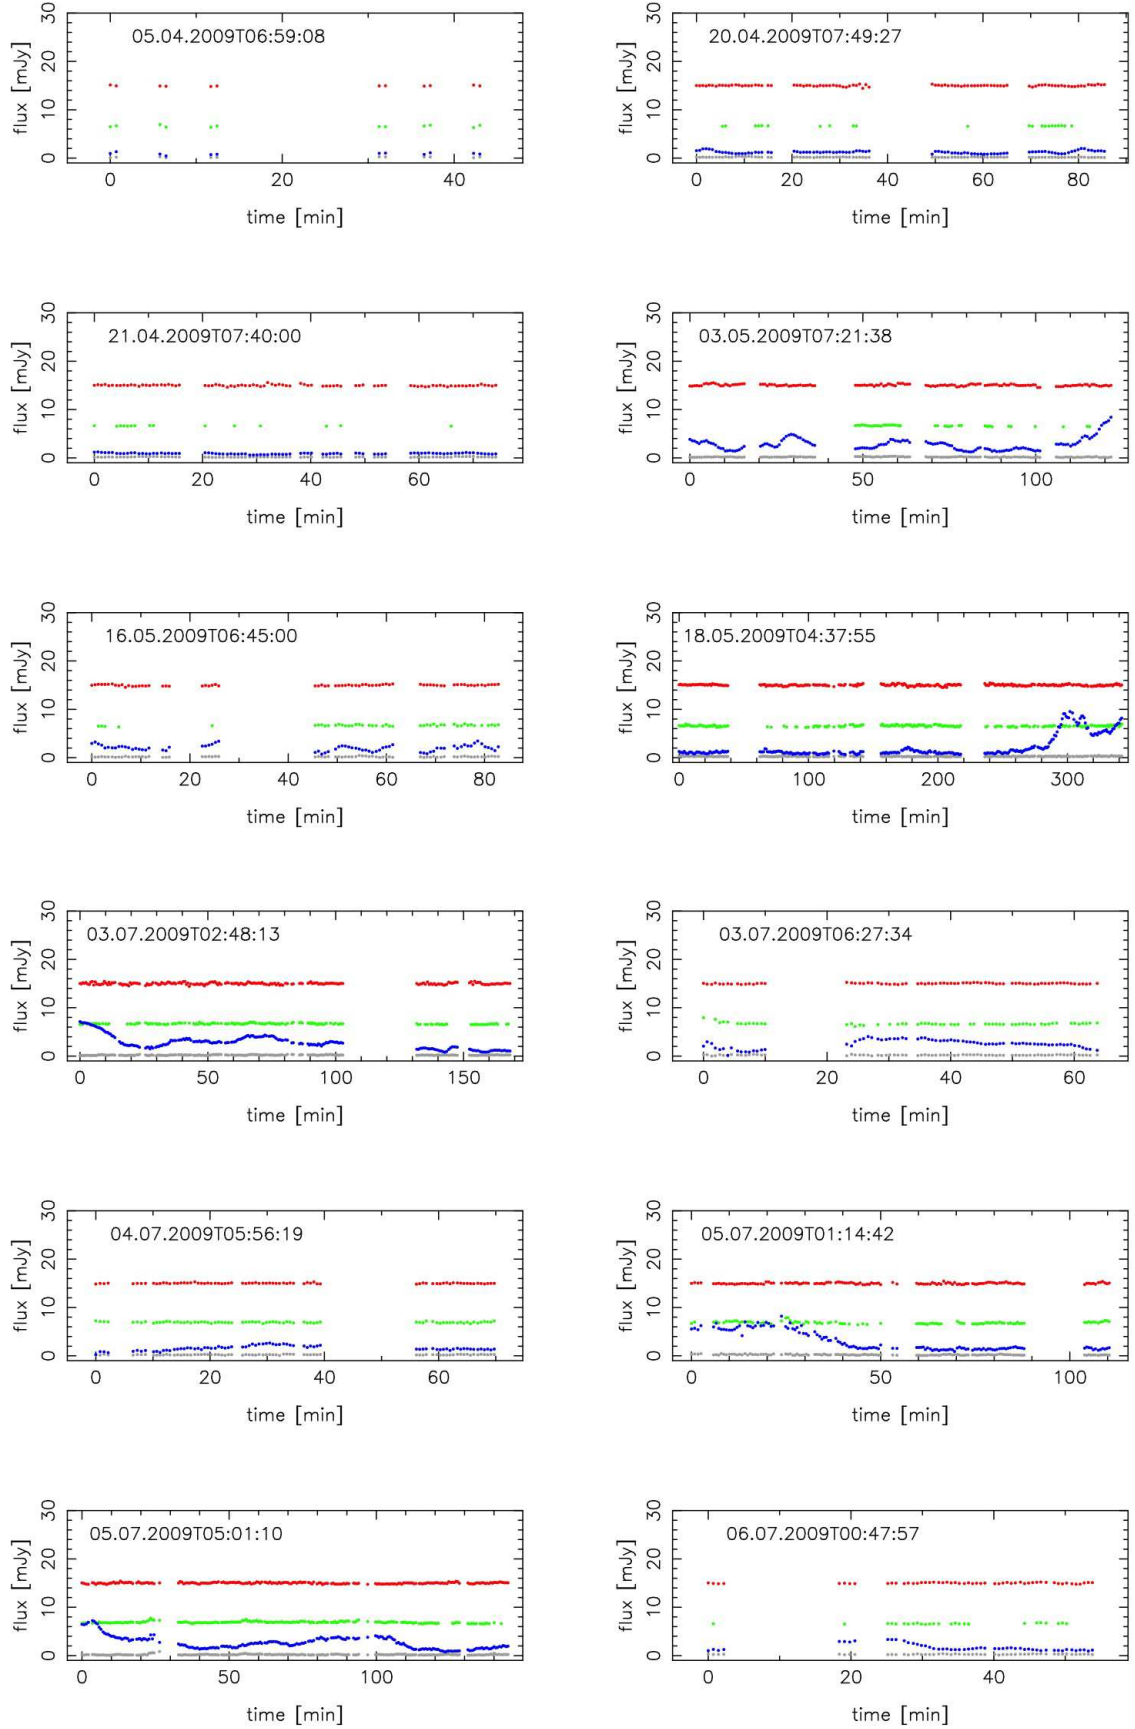 30
20
10
0
flux [mJy]
05.04.2009T06:59:08
0 20 40
time [min]
30
20
10
0
flux [mJy]
20.04.2009T07:49:27
0 20 40 60 80
time [min]
30
20
10
0
flux [mJy]
21.04.2009T07:40:00
0 20 40 60
time [min]
30
20
10
0
flux [mJy]
03.05.2009T07:21:38
0 50 100
time [min]
30
20
10
0
flux [mJy]
16.05.2009T06:45:00
0 20 40 60 80
time [min]
30
20
10
0
flux [mJy]
18.05.2009T04:37:55
0 100 200 300
time [min]
30
20
10
0
flux [mJy]
03.07.2009T02:48:13
0 50 100 150
time [min]
30
20
10
0
flux [mJy]
03.07.2009T06:27:34
0 20 40 60
time [min]
30
20
10
0
flux [mJy]
04.07.2009T05:56:19
0 20 40 60
time [min]
30
20
10
0
flux [mJy]
05.07.2009T01:14:42
0 50 100
time [min]
30
20
10
0
flux [mJy]
05.07.2009T05:01:10
0 50 100
time [min]
30
20
10
0
flux [mJy]
06.07.2009T00:47:57
0 20 40
time [min]